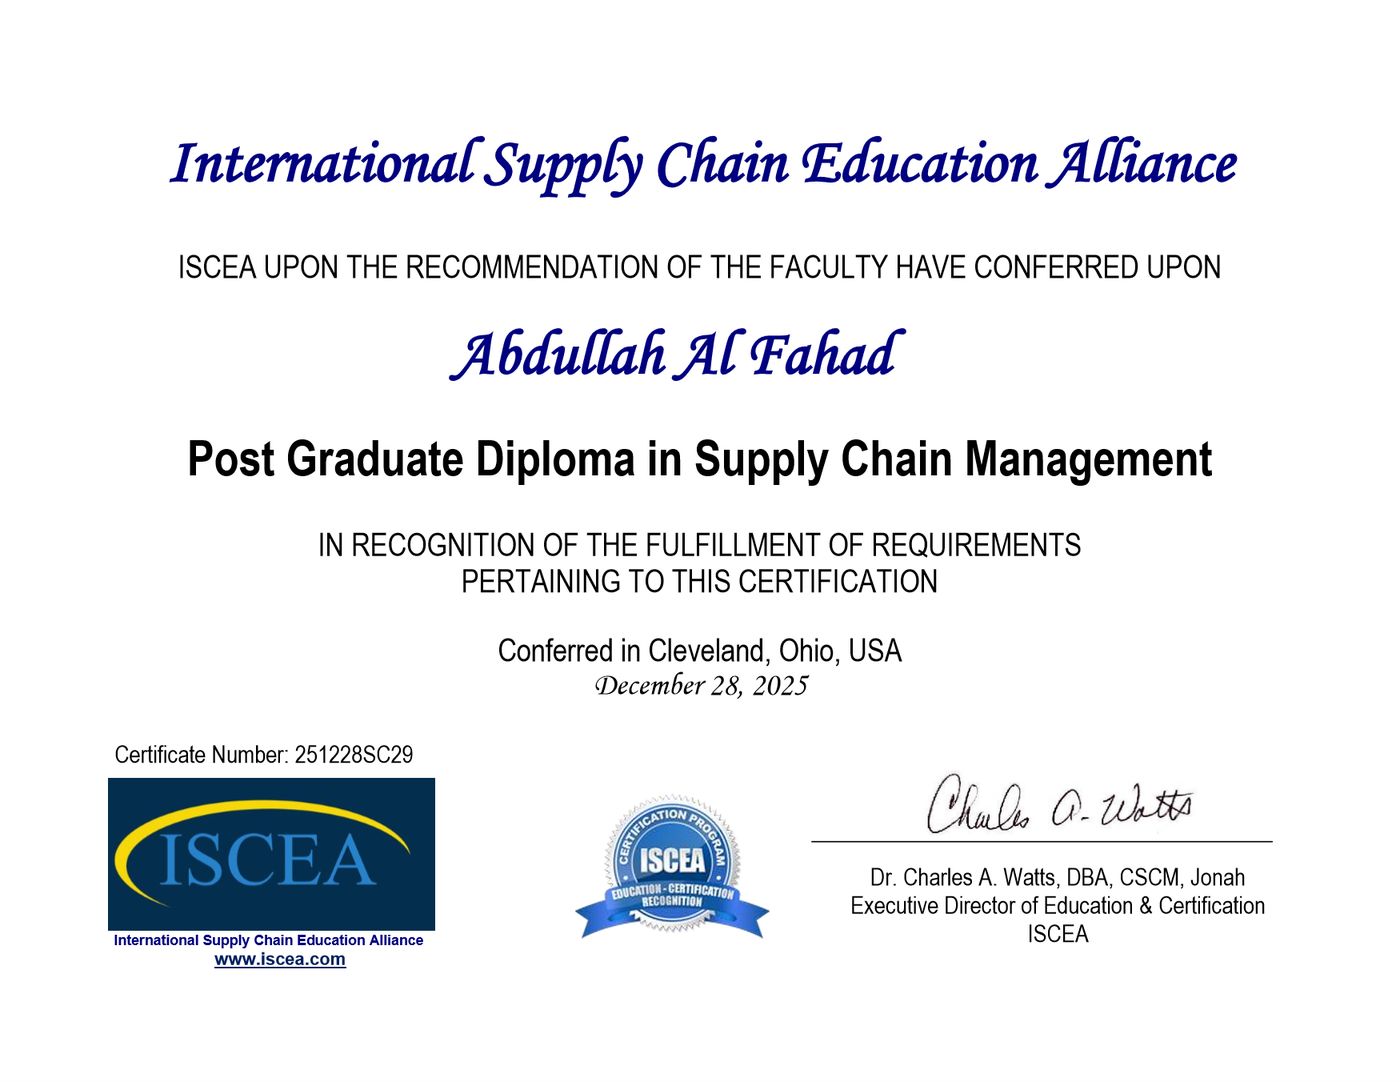 International Supply Chain Education Alliance
ISCEA UPON THE RECOMMENDATION OF THE FACULTY HAVE CONFERRED UPON
Abdullah Al Fahad
Post Graduate Diploma in Supply Chain Management
IN RECOGNITION OF THE FULFILLMENT OF REQUIREMENTS
PERTAINING TO THIS CERTIFICATION
Conferred in Cleveland, Ohio, USA
December 28, 2025
Certificate Number: 251228SC29
ISCEA
International Supply Chain Education Alliance
www.iscea.com
CERTIFICATION PROGRAM
ISCEA
EDUCATION - CERTIFICATION
RECOGNITION
Charles A. Watts
Dr. Charles A. Watts, DBA, CSCM, Jonah
Executive Director of Education & Certification
ISCEA